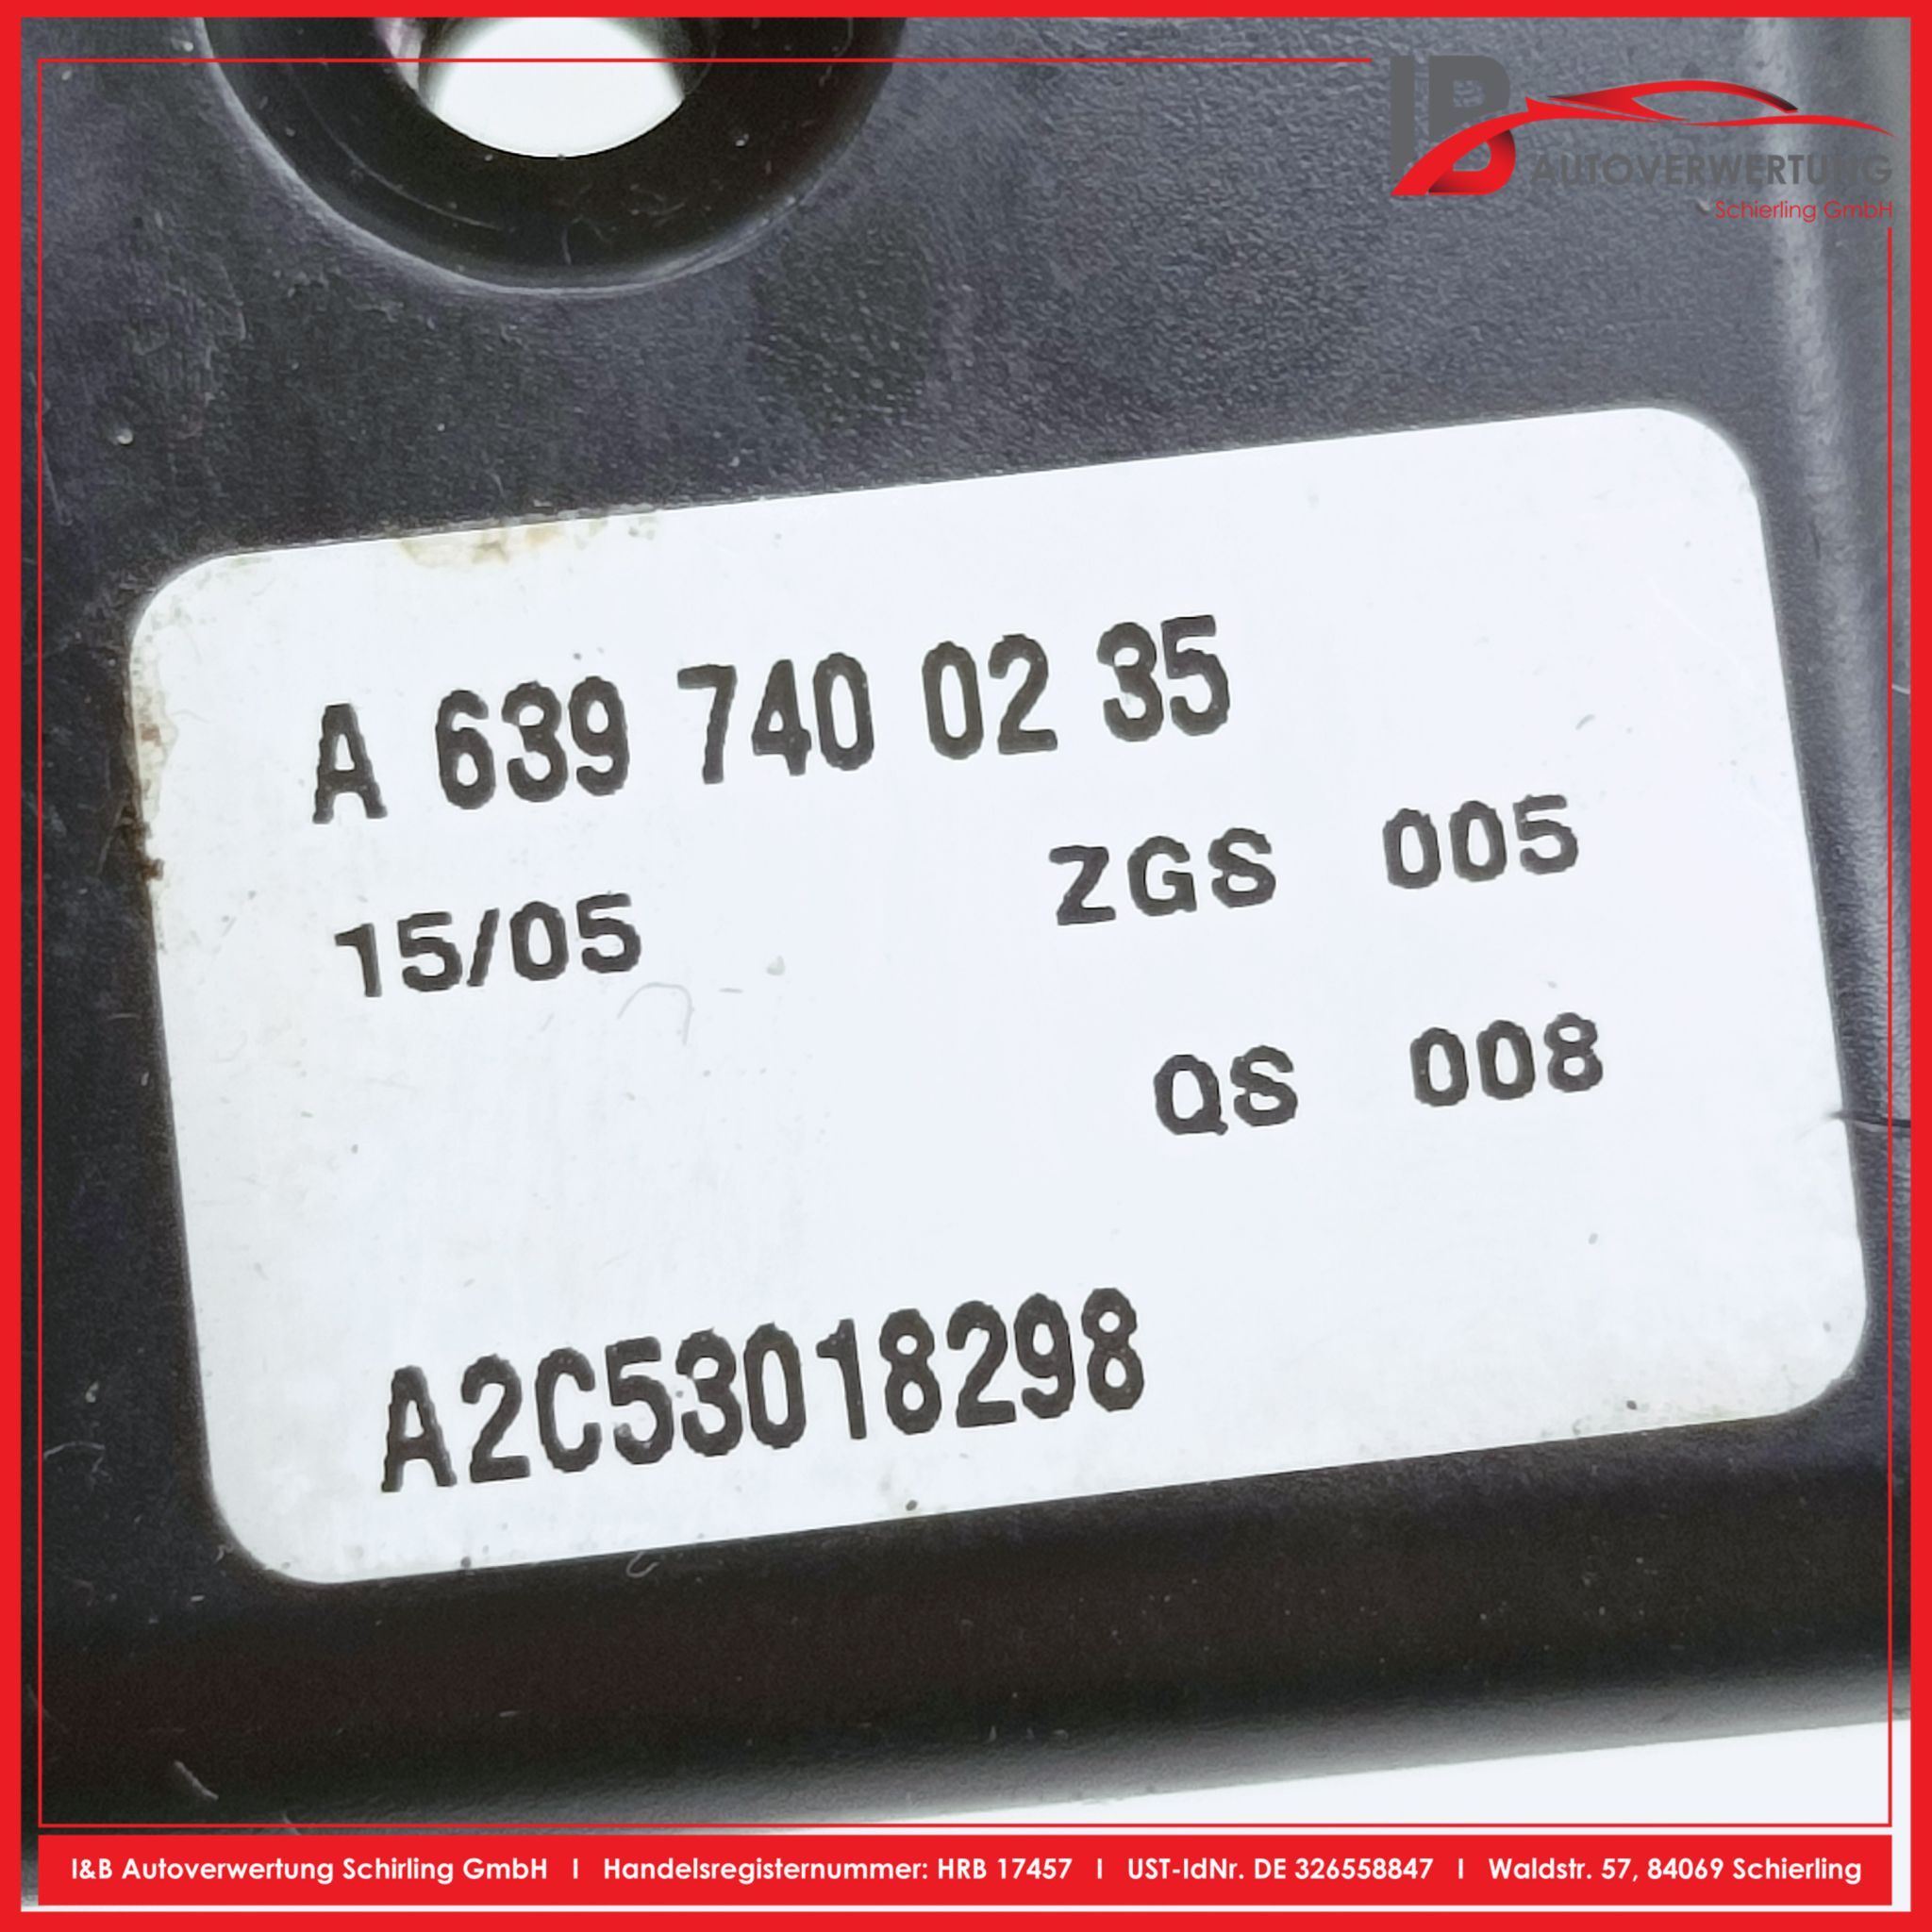 IB
AUTOVERWERTUNG
Schierling GmbH
A 639 740 02 35
15/05 ZGS 005
QS 008
A2C53018298
I&B Autoverwertung Schirling GmbH I Handelsregisternummer: HRB 17457 I UST-IdNr. DE 326558847 I Waldstr. 57, 84069 Schierling